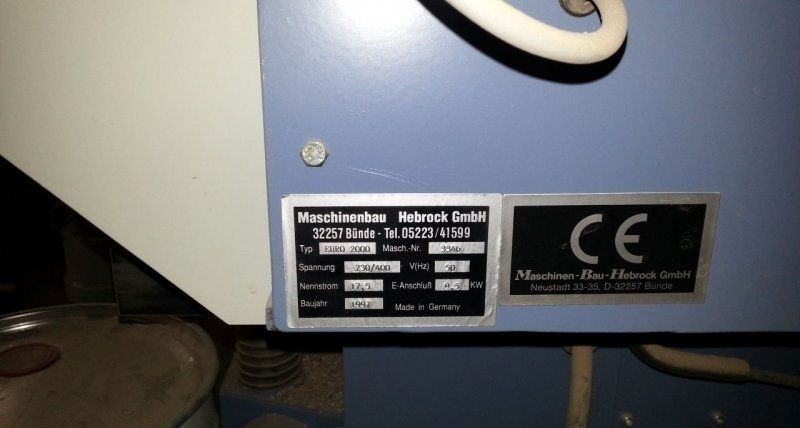 Maschinenbau Hebrock GmbH
32257 Bünde - Tel. 05223/41599
Typ EURO 2000 Masch.-Nr. 3346
Spannung 230/400 V(Hz) 50
Nennstrom 17,5 E-Anschluß 9,5 KW
Baujahr 1997 Made in Germany
CE
Maschinen-Bau-Hebrock GmbH
Neustadt 33-35, D-32257 Bünde